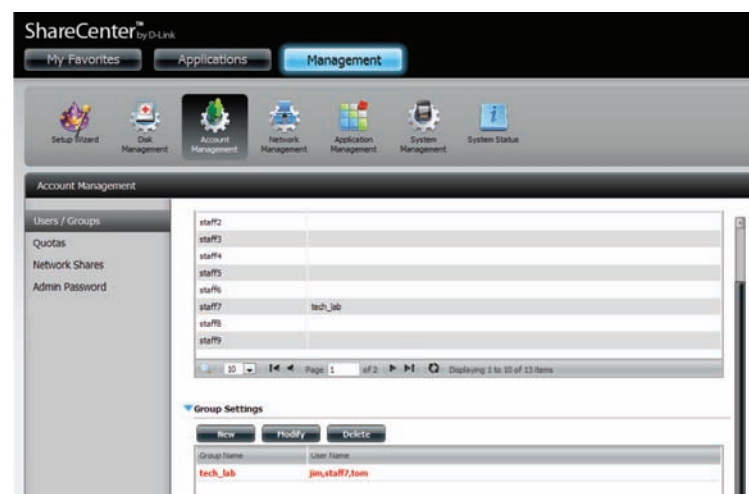 ShareCenter™ by D-Link
My Favorites Applications Management
Setup Wizard Disk Management Account Management Network Management Application Management System Management System Status
Account Management
Users / Groups
Quotas
Network Shares
Admin Password
staff2
staff3
staff4
staff5
staff6
staff7 tech_lab
staff8
staff9
10 Page 1 of 2 Displaying 1 to 10 of 13 items
Group Settings
New Modify Delete
Group Name User Name
tech_lab jim,staff7,tom